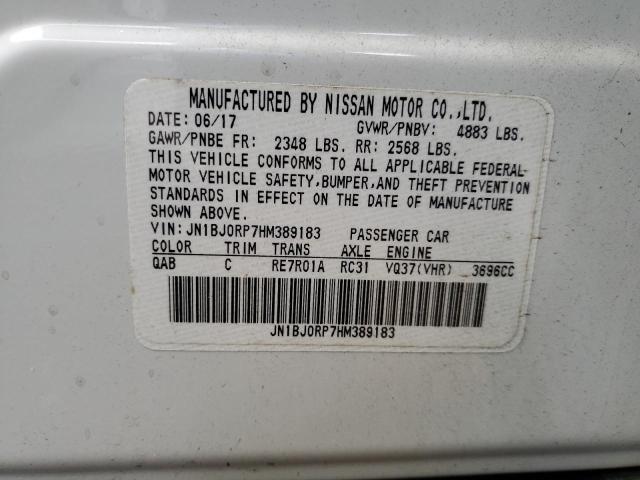 MANUFACTURED BY NISSAN MOTOR CO.,LTD.
DATE: 06/17 GVWR/PNBV: 4883 LBS.
GAWR/PNBE FR: 2348 LBS. RR: 2568 LBS.
THIS VEHICLE CONFORMS TO ALL APPLICABLE FEDERAL
MOTOR VEHICLE SAFETY,BUMPER,AND THEFT PREVENTION
STANDARDS IN EFFECT ON THE DATE OF MANUFACTURE
SHOWN ABOVE.
VIN:JN1BJ0RP7HM389183 PASSENGER CAR
COLOR TRIM TRANS AXLE ENGINE
QAB C RE7R01A RC31 VQ37(VHR) 3696CC
JN1BJ0RP7HM389183